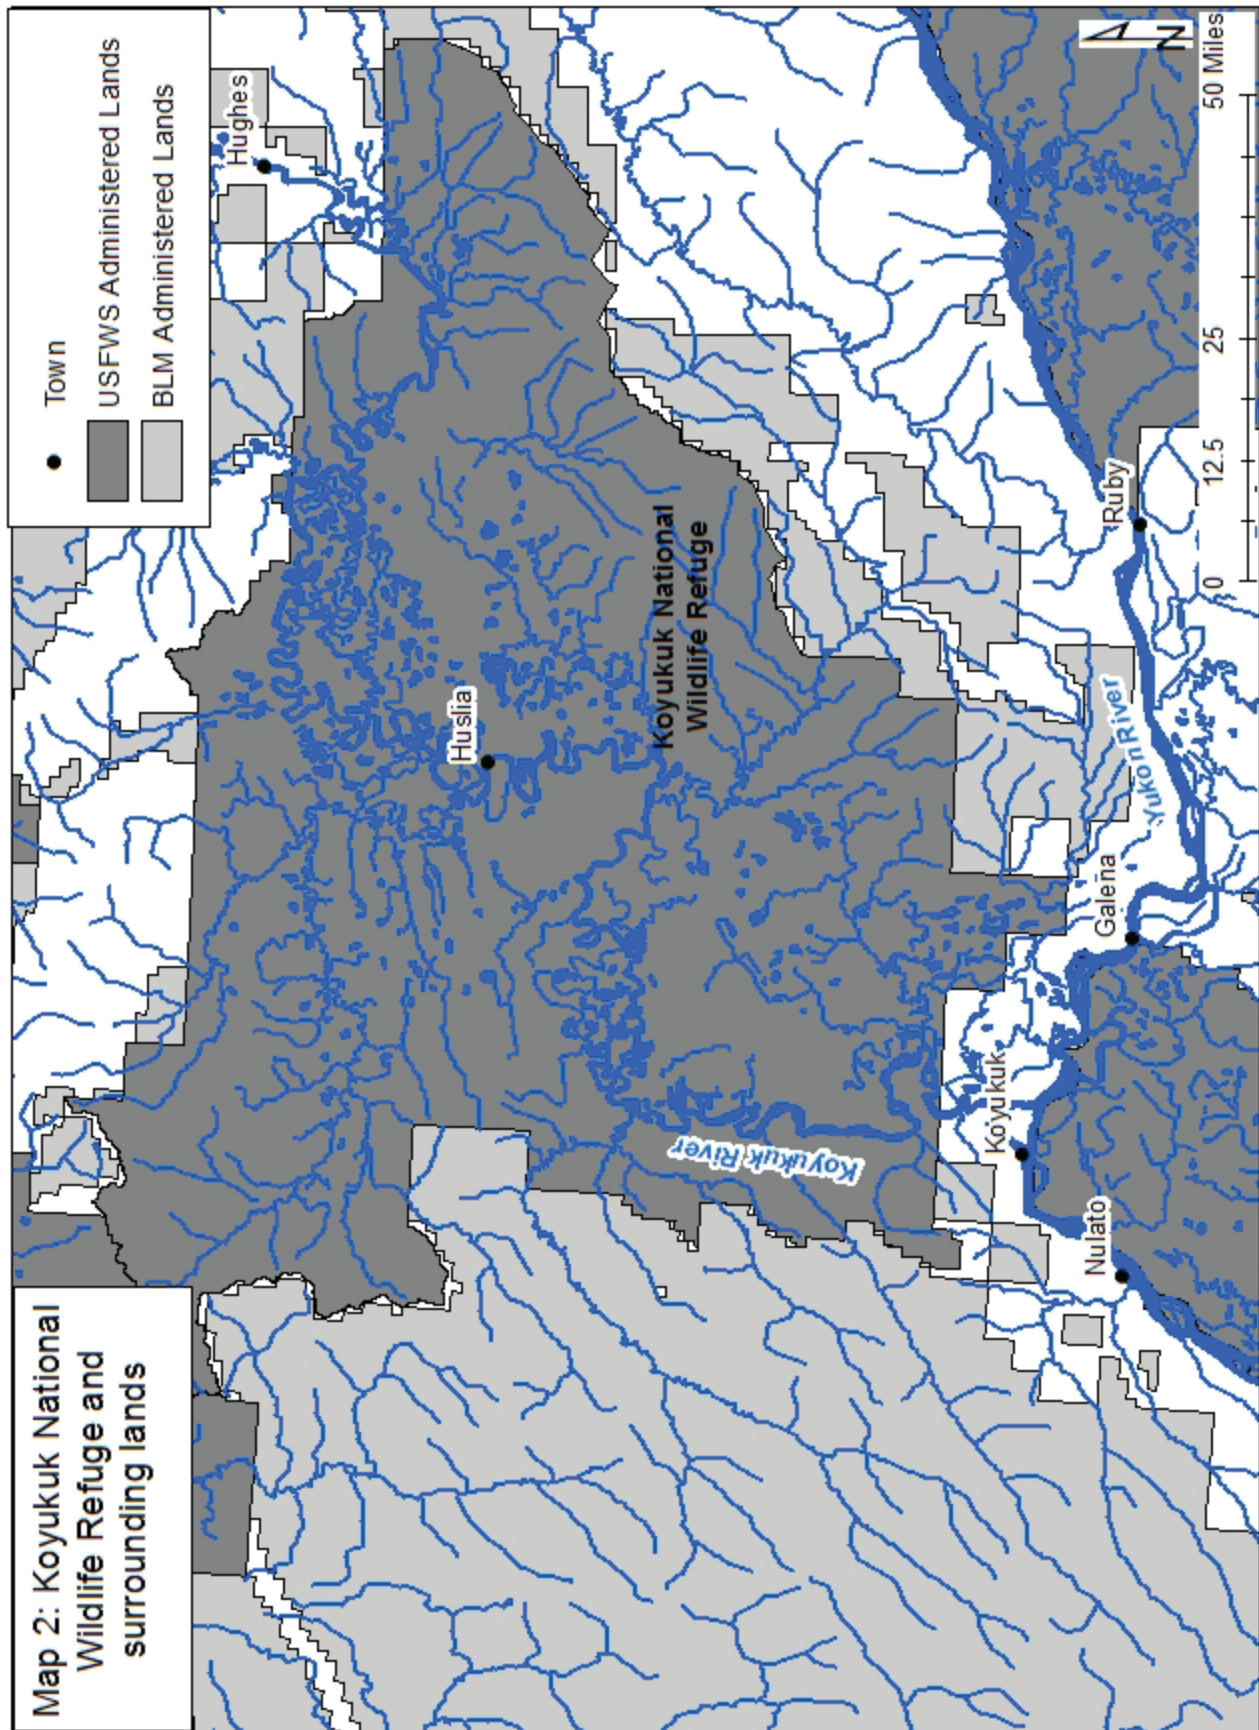 Map 2: Koyukuk National
Wildlife Refuge and
surrounding lands
Town
USFWS Administered Lands
BLM Administered Lands
Hughes
Huslia
Koyukuk National
Wildlife Refuge
Koyukuk River
Koyukuk
Nulato
Galena
Yukon River
Ruby
N
0 12.5 25 50 Miles